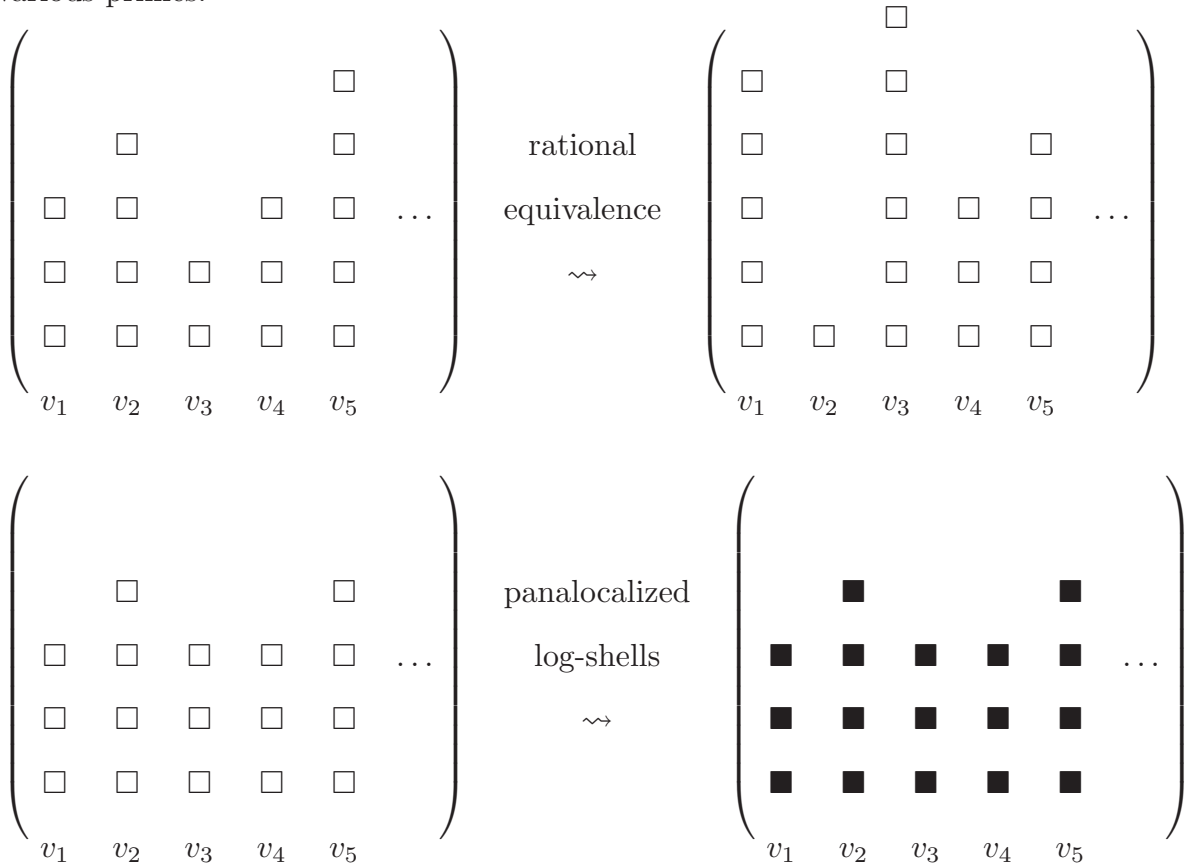 various primes.
□
□ □ □
□ □ rational □ □ □
□ □ □ □ … equivalence □ □ □ □ …
□ □ □ □ □ ⇝ □ □ □ □
□ □ □ □ □ □ □ □ □ □
v₁ v₂ v₃ v₄ v₅ v₁ v₂ v₃ v₄ v₅
□ □ panalocalized ■ ■
□ □ □ □ □ … log-shells ■ ■ ■ ■ ■ …
□ □ □ □ □ ⇝ ■ ■ ■ ■ ■
□ □ □ □ □ ■ ■ ■ ■ ■
v₁ v₂ v₃ v₄ v₅ v₁ v₂ v₃ v₄ v₅